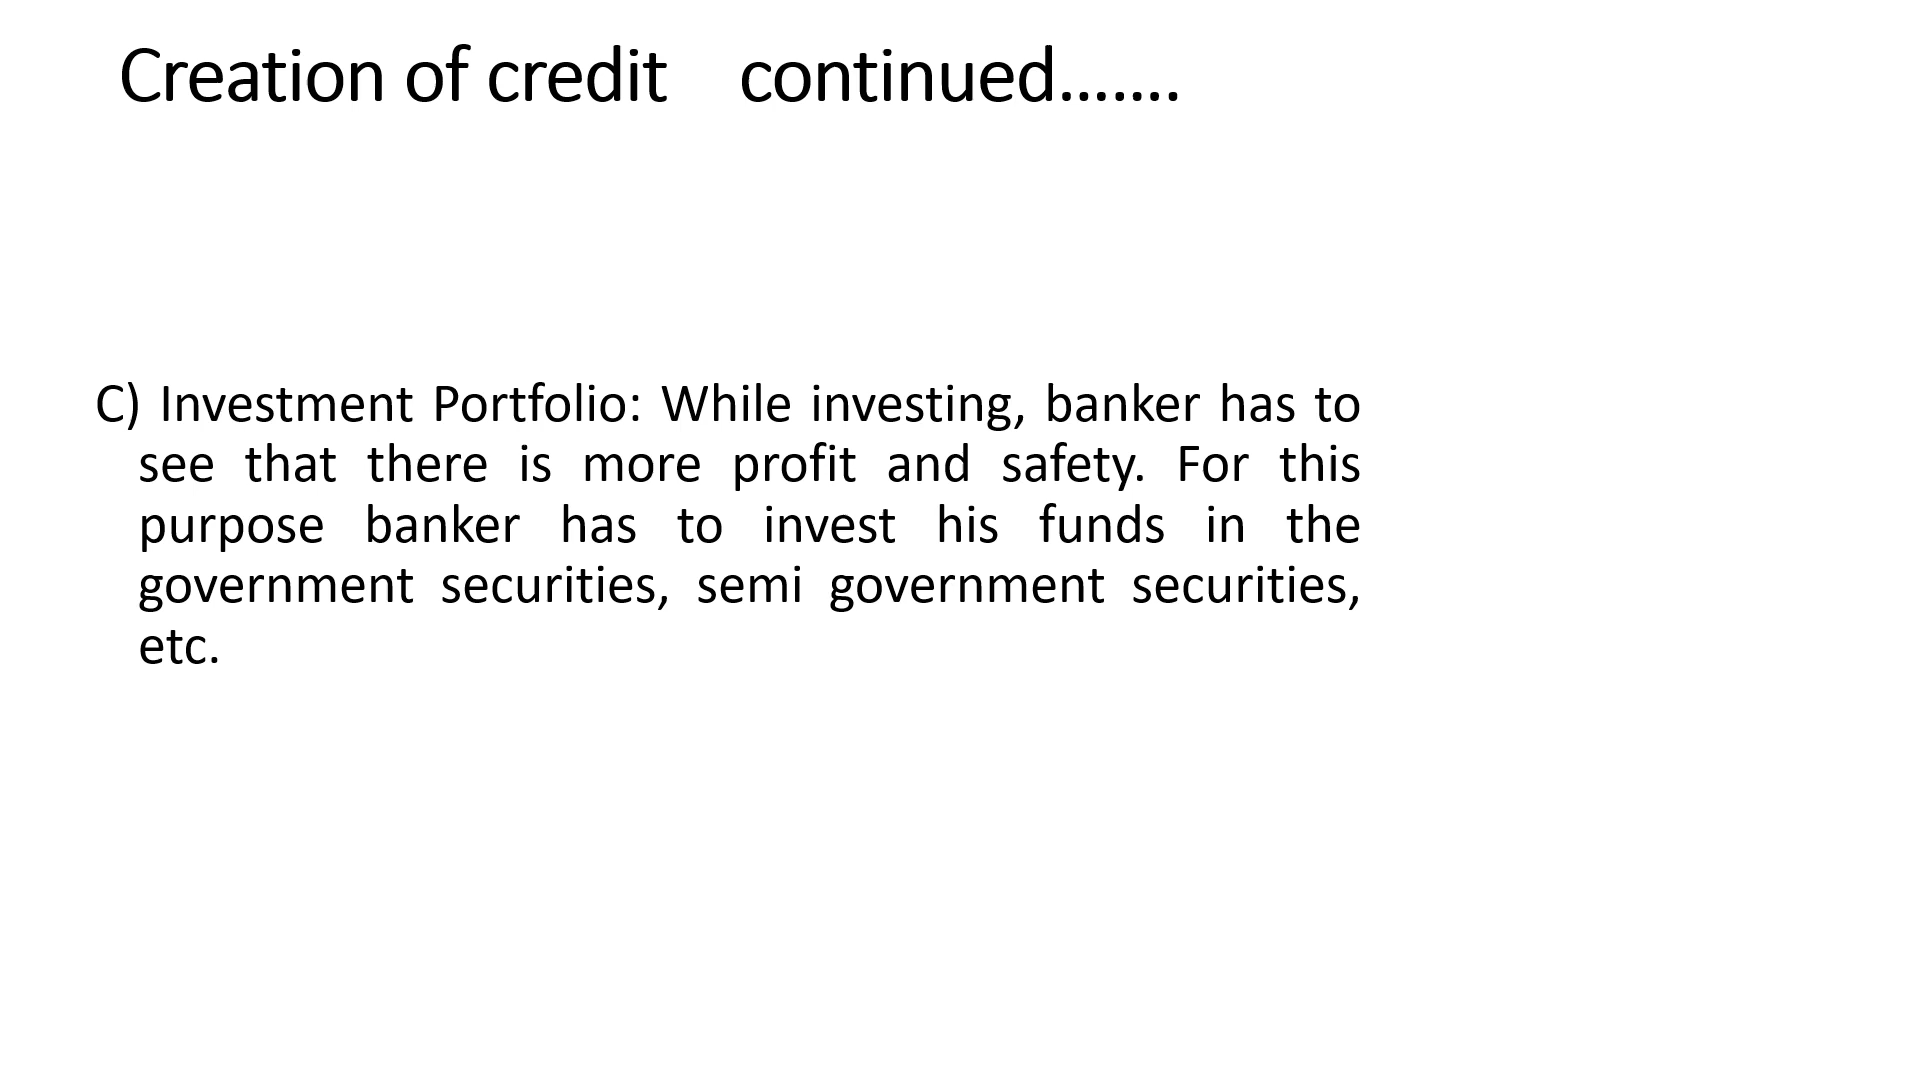 Creation of credit continued.......
C) Investment Portfolio: While investing, banker has to
see that there is more profit and safety. For this
purpose banker has to invest his funds in the
government securities, semi government securities,
etc.